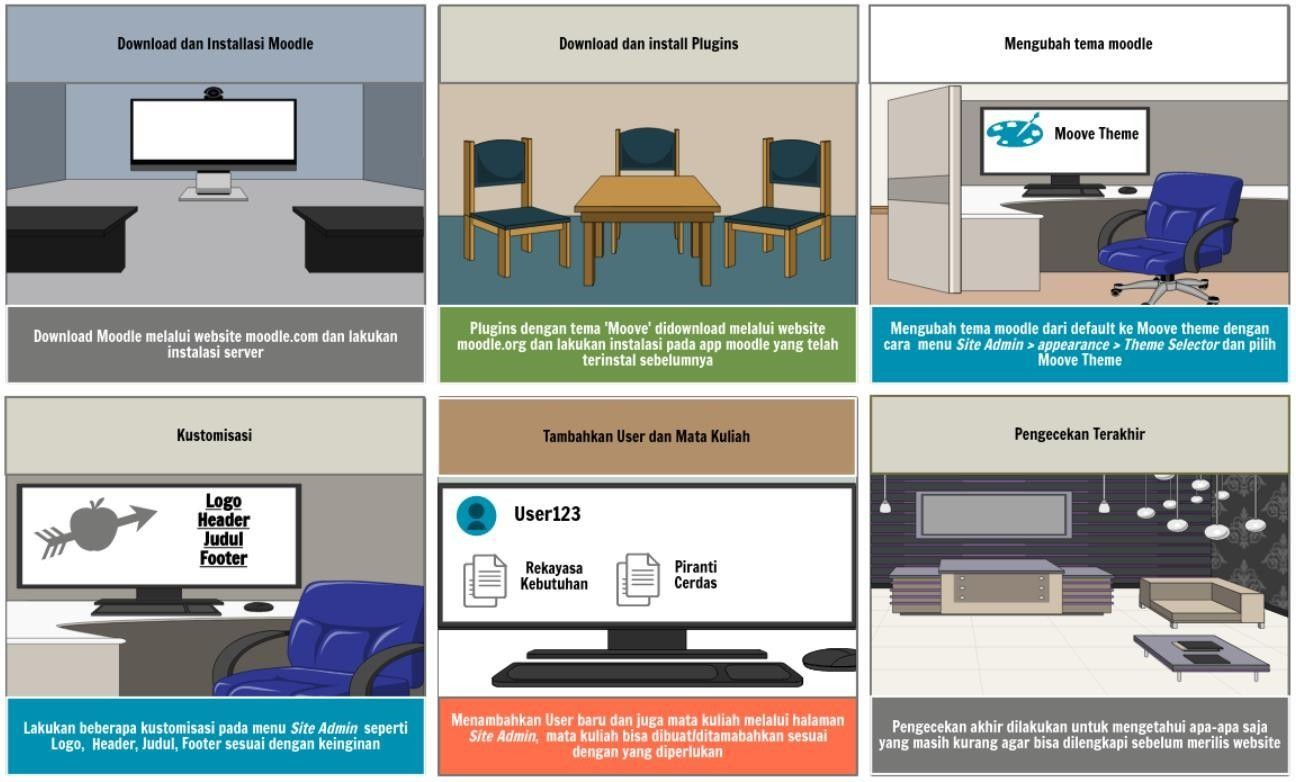 Download dan Installasi Moodle
Download Moodle melalui website moodle.com dan lakukan
instalasi server
Download dan install Plugins
Plugins dengan tema 'Moove' didownload melalui website
moodle.org dan lakukan instalasi pada app moodle yang telah
terinstal sebelumnya
Mengubah tema moodle
Moove Theme
Mengubah tema moodle dari default ke Moove theme dengan
cara menu Site Admin > appearance > Theme Selector dan pilih
Moove Theme
Kustomisasi
Logo
Header
Judul
Footer
Lakukan beberapa kustomisasi pada menu Site Admin seperti
Logo, Header, Judul, Footer sesuai dengan keinginan
Tambahkan User dan Mata Kuliah
User123
Rekayasa
Kebutuhan
Piranti
Cerdas
Menambahkan User baru dan juga mata kuliah melalui halaman
Site Admin, mata kuliah bisa dibuat/ditamabahkan sesuai
dengan yang diperlukan
Pengecekan Terakhir
Pengecekan akhir dilakukan untuk mengetahui apa-apa saja
yang masih kurang agar bisa dilengkapi sebelum merilis website